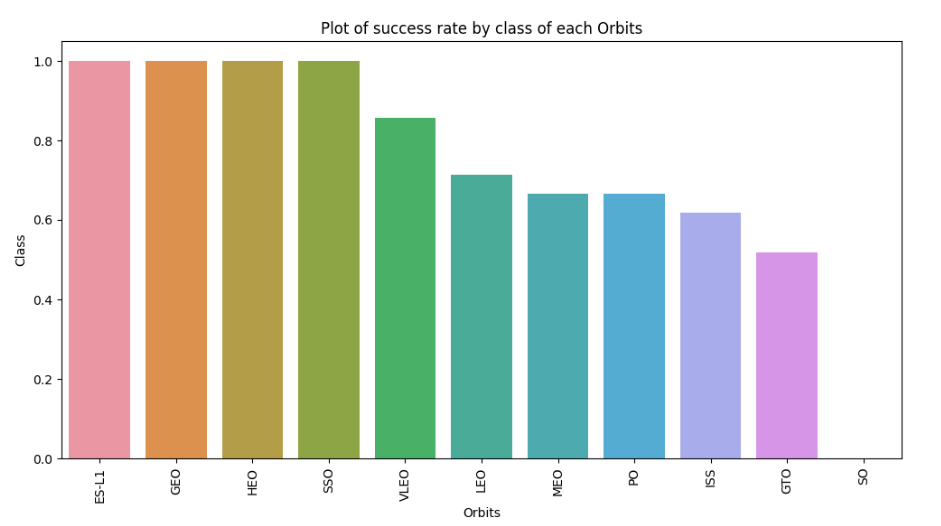 Plot of success rate by class of each Orbits
1.0
0.8
0.6
0.4
0.2
0.0
Class
ES-L1
GEO
HEO
SSO
VLEO
LEO
MEO
PO
ISS
GTO
SO
Orbits